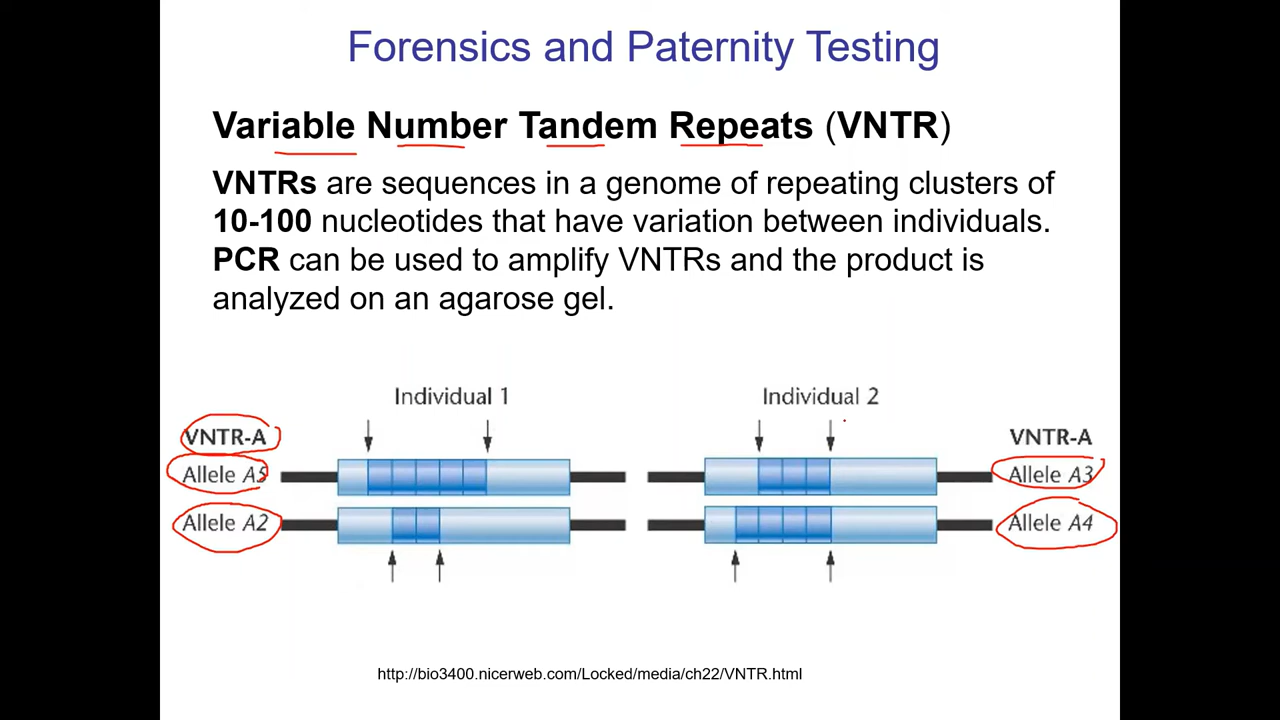 Forensics and Paternity Testing
Variable Number Tandem Repeats (VNTR)
VNTRs are sequences in a genome of repeating clusters of
10-100 nucleotides that have variation between individuals.
PCR can be used to amplify VNTRs and the product is
analyzed on an agarose gel.
Individual 1
Individual 2
VNTR-A
VNTR-A
Allele A5
Allele A3
Allele A2
Allele A4
http://bio3400.nicerweb.com/Locked/media/ch22/VNTR.html